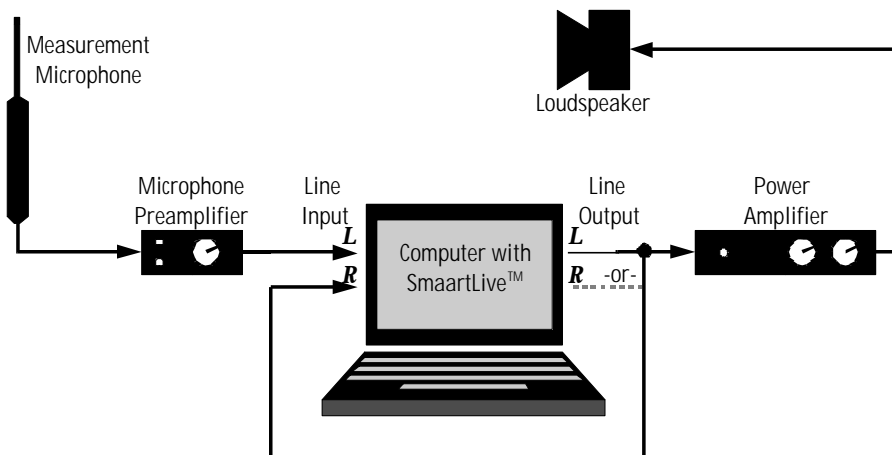 Measurement
Microphone
Loudspeaker
Microphone
Preamplifier
Line
Input
L
R
Computer with
SmaartLive™
Line
Output
L
R -or-
Power
Amplifier